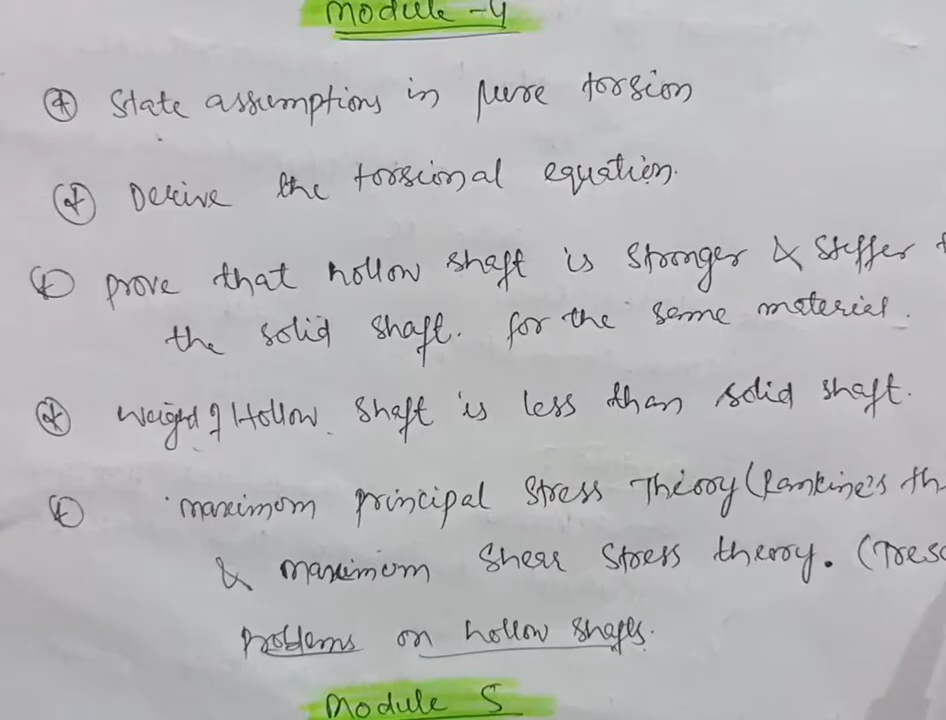 Module -4
State assumptions in pure torsion
Derive the torsional equation.
prove that hollow shaft is stronger & stiffer
the solid shaft. for the same material.
weight of Hollow shaft is less than solid shaft.
maximum principal stress Theory (Rankine's th
& maximum shear stress theory. (Tresc
problems on hollow shafts.
Module 5